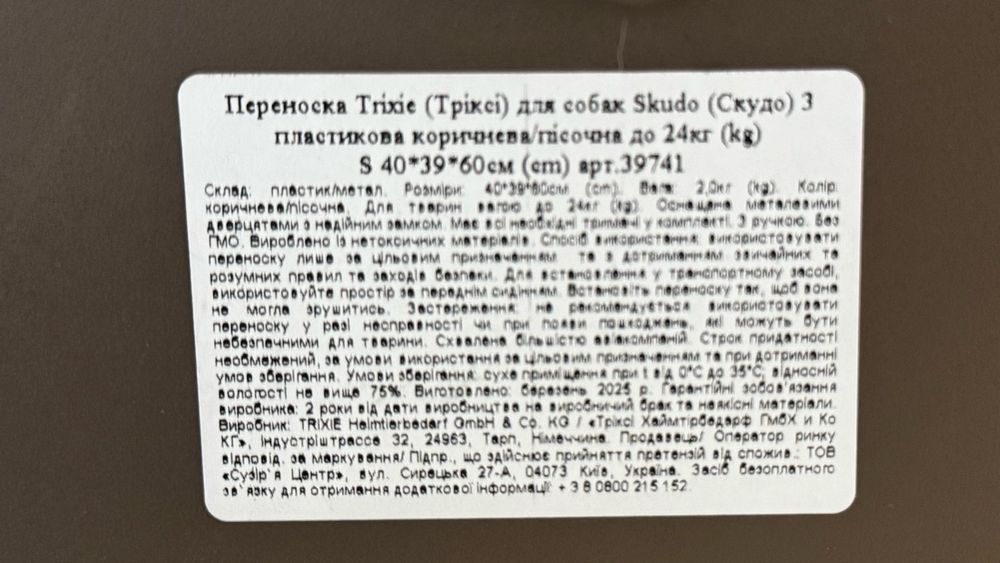 Переноска Trixie (Тріксі) для собак Skudo (Скудо) 3
пластикова коричнева/пісочна до 24кг (kg)
S 40*39*60см (cm) арт.39741
Склад: пластик/метал. Розміри: 40*39*60см (cm). Вага: 2,0кг (kg). Колір:
коричнева/пісочна. Для тварин вагою до 24кг (kg). Оснащена металевими
дверцятами з надійним замком. Має всі необхідні тримачі у комплекті. З ручкою. Без
ГМО. Вироблено із нетоксичних матеріалів. Спосіб використання: використовувати
переноску лише за цільовим призначенням та з дотриманням звичайних та
розумних правил та заходів безпеки. Для встановлення у транспортному засобі,
використовуйте простір за переднім сидінням. Встановіть переноску так, щоб вона
не могла зрушитись. Застереження: не рекомендується використовувати
переноску у разі несправності чи при появи пошкоджень, які можуть бути
небезпечними для тварини. Схвалена більшістю авіакомпаній. Строк придатності
необмежений, за умови використання за цільовим призначенням та при дотриманні
умов зберігання. Умови зберігання: сухе приміщення при t від 0°C до 35°C, відносній
вологості не вище 75%. Виготовлено: березень 2025 р. Гарантійні зобов'язання
виробника: 2 роки від дати виробництва на виробничий брак та неякісні матеріали.
Виробник: TRIXIE Heimtierbedarf GmbH & Co. KG / «Тріксі Хаймтірбедарф ГмбХ и Ко
КГ», Індустріштрассе 32, 24963, Тарп, Німеччина. Продавець/ Оператор ринку
відповід. за маркування/ Підпр., що здійснює прийняття претензій від спожив.: ТОВ
«Сузір`я Центр», вул. Сирецька 27-А, 04073 Київ, Україна. Засіб безоплатного
зв`язку для отримання додаткової інформації: + 3 8 0800 215 152.